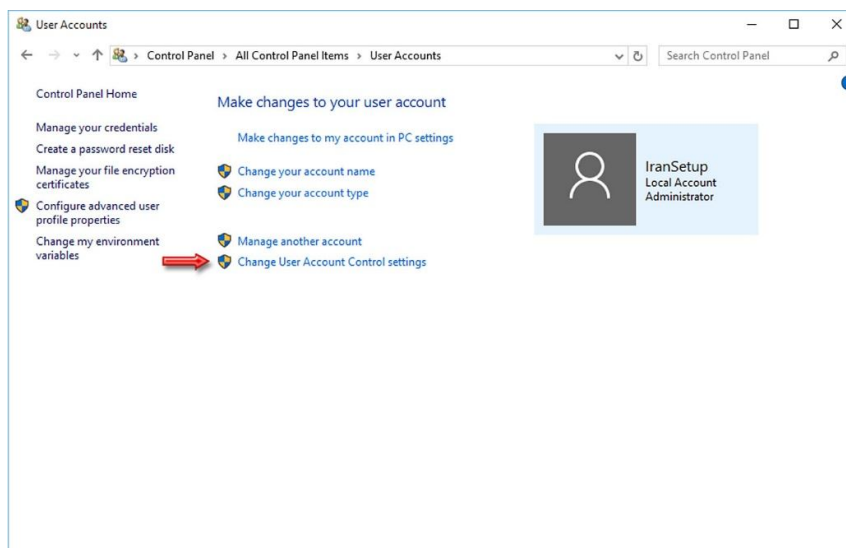 User Accounts
Control Panel > All Control Panel Items > User Accounts
Search Control Panel
Control Panel Home
Manage your credentials
Create a password reset disk
Manage your file encryption
certificates
Configure advanced user
profile properties
Change my environment
variables
Make changes to your user account
Make changes to my account in PC settings
Change your account name
Change your account type
Manage another account
Change User Account Control settings
IranSetup
Local Account
Administrator